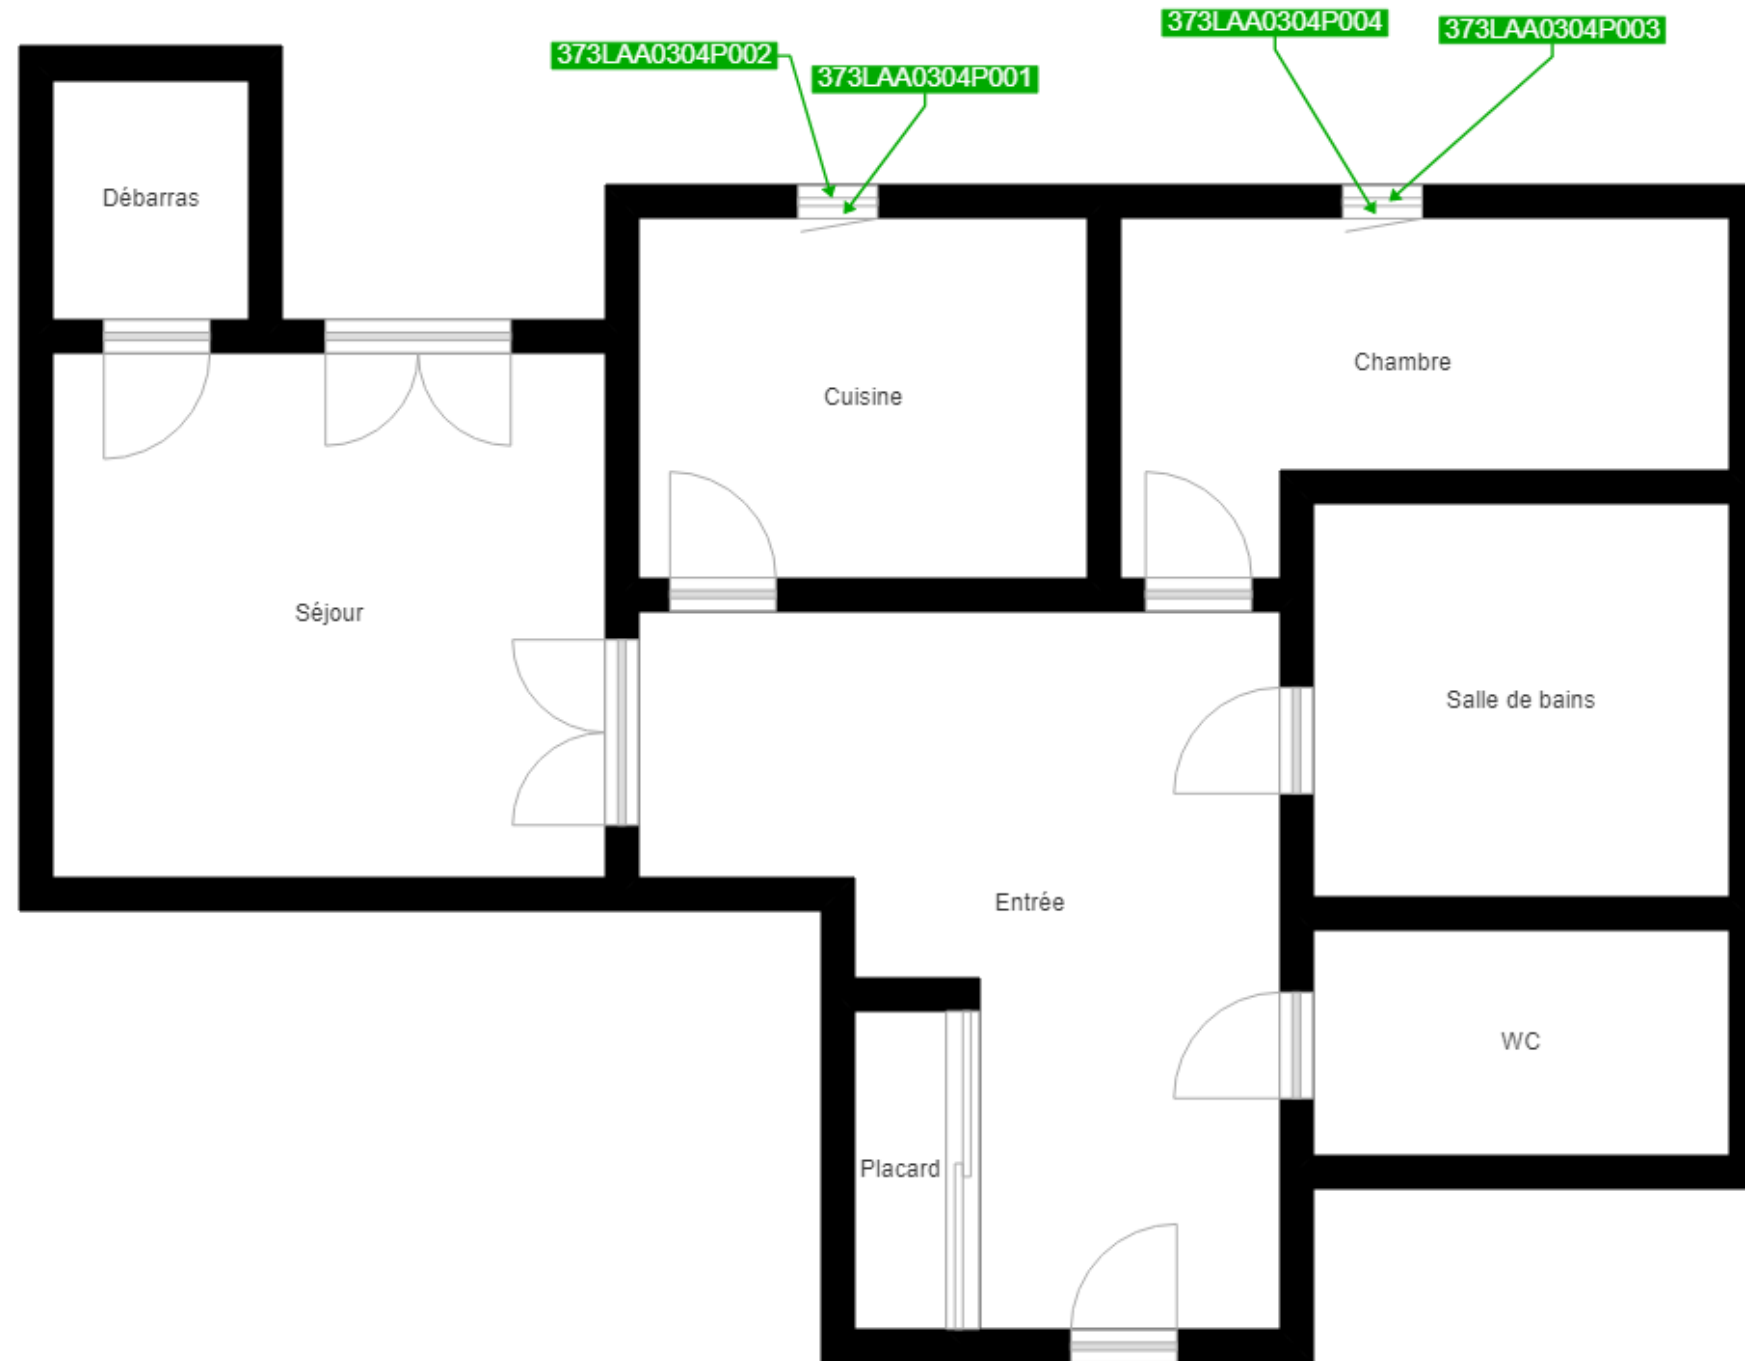 373LAA0304P004
373LAA0304P003
373LAA0304P002
373LAA0304P001
Débarras
Chambre
Cuisine
Séjour
Salle de bains
Entrée
WC
Placard